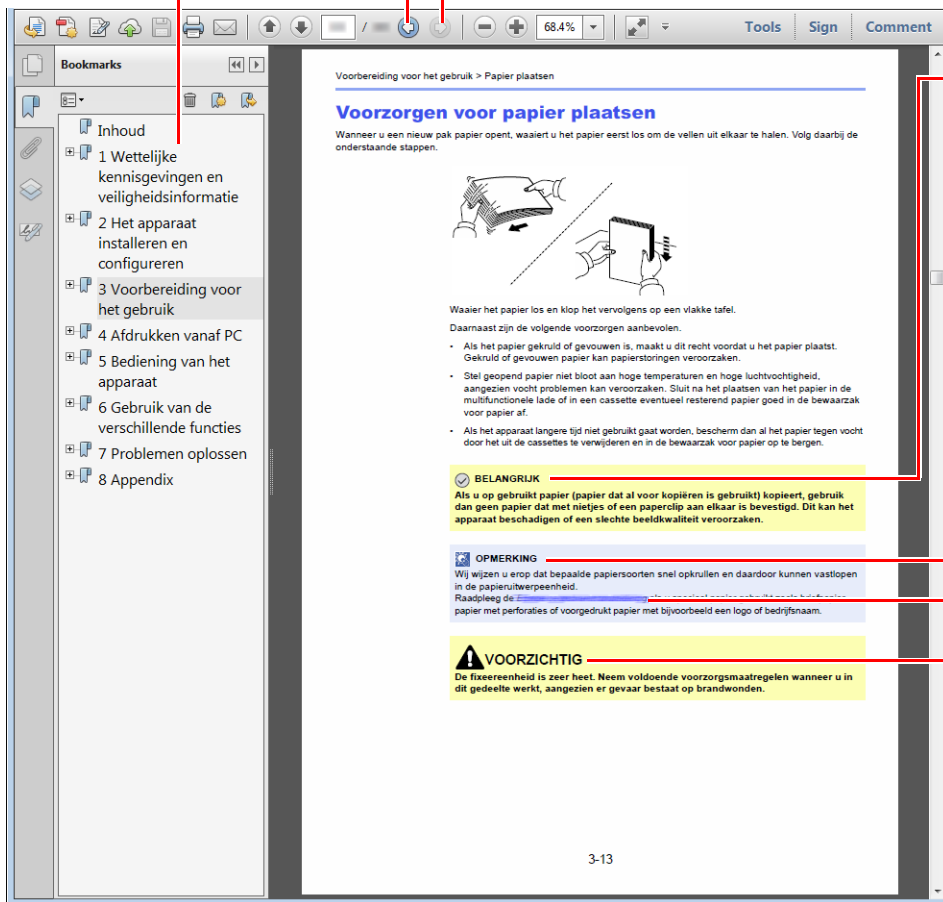 68.4%
Tools
Sign
Comment
Bookmarks
Inhoud
1 Wettelijke
kennisgevingen en
veiligheidsinformatie
2 Het apparaat
installeren en
configureren
3 Voorbereiding voor
het gebruik
4 Afdrukken vanaf PC
5 Bediening van het
apparaat
6 Gebruik van de
verschillende functies
7 Problemen oplossen
8 Appendix
Voorbereiding voor het gebruik > Papier plaatsen
Voorzorgen voor papier plaatsen
Wanneer u een nieuw pak papier opent, waaiert u het papier eerst los om de vellen uit elkaar te halen. Volg daarbij de
onderstaande stappen.
Waaier het papier los en klop het vervolgens op een vlakke tafel.
Daarnaast zijn de volgende voorzorgen aanbevolen.
• Als het papier gekruld of gevouwen is, maakt u dit recht voordat u het papier plaatst.
Gekruld of gevouwen papier kan papierstoringen veroorzaken.
• Stel geopend papier niet bloot aan hoge temperaturen en hoge luchtvochtigheid,
aangezien vocht problemen kan veroorzaken. Sluit na het plaatsen van het papier in de
multifunctionele lade of in een cassette eventueel resterend papier goed in de bewaarzak
voor papier af.
• Als het apparaat langere tijd niet gebruikt gaat worden, bescherm dan al het papier tegen vocht
door het uit de cassettes te verwijderen en in de bewaarzak voor papier op te bergen.
BELANGRIJK
Als u op gebruikt papier (papier dat al voor kopiëren is gebruikt) kopieert, gebruik
dan geen papier dat met nietjes of een paperclip aan elkaar is bevestigd. Dit kan het
apparaat beschadigen of een slechte beeldkwaliteit veroorzaken.
OPMERKING
Wij wijzen u erop dat bepaalde papiersoorten snel opkrullen en daardoor kunnen vastlopen
in de papieruitwerpeenheid.
Raadpleeg de als u speciaal papier gebruikt zoals briefpapier
papier met perforaties of voorgedrukt papier met bijvoorbeeld een logo of bedrijfsnaam.
VOORZICHTIG
De fixeereenheid is zeer heet. Neem voldoende voorzorgsmaatregelen wanneer u in
dit gedeelte werkt, aangezien er gevaar bestaat op brandwonden.
3-13